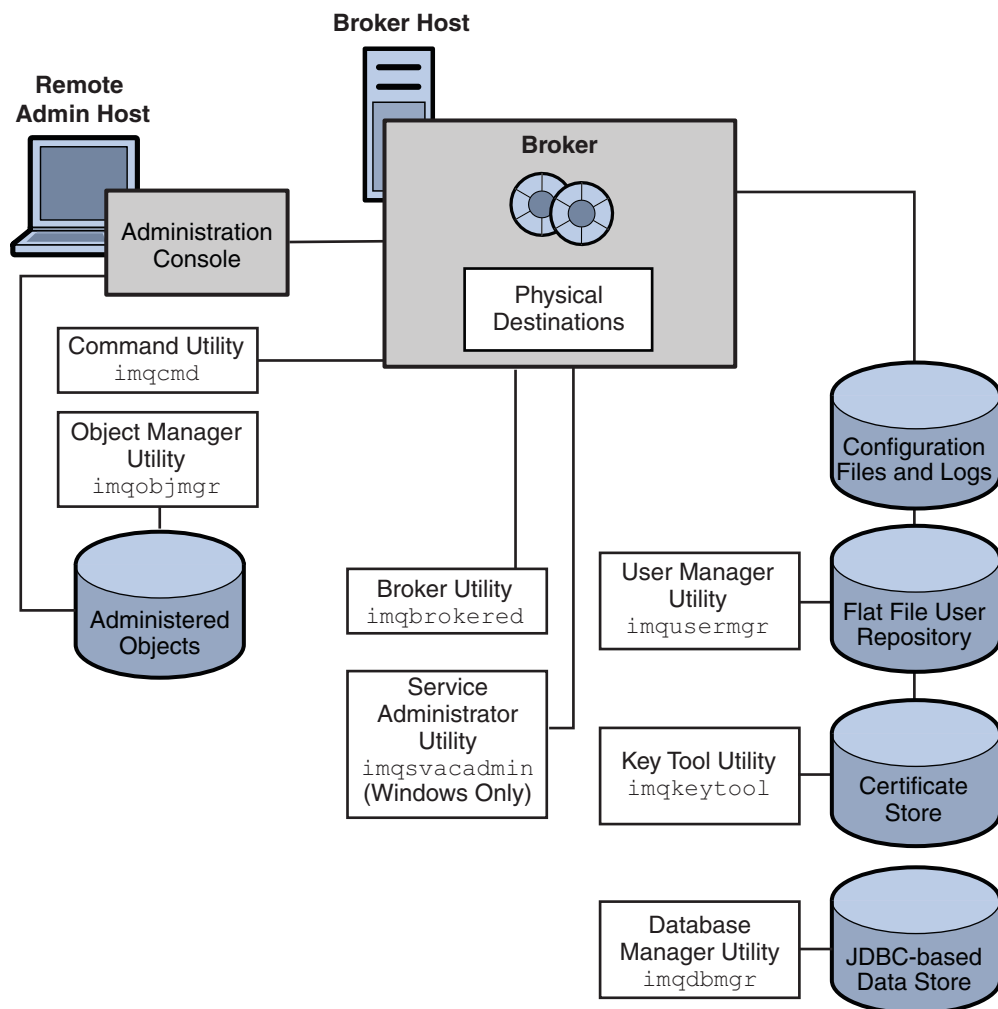 Broker Host
Remote
Admin Host
Broker
Administration
Console
Physical
Destinations
Command Utility
imqcmd
Object Manager
Utility
imqobjmgr
Administered
Objects
Configuration
Files and Logs
Broker Utility
imqbrokered
User Manager
Utility
imqusermgr
Flat File User
Repository
Service
Administrator
Utility
imqsvacadmin
(Windows Only)
Key Tool Utility
imqkeytool
Certificate
Store
Database
Manager Utility
imqdbmgr
JDBC-based
Data Store